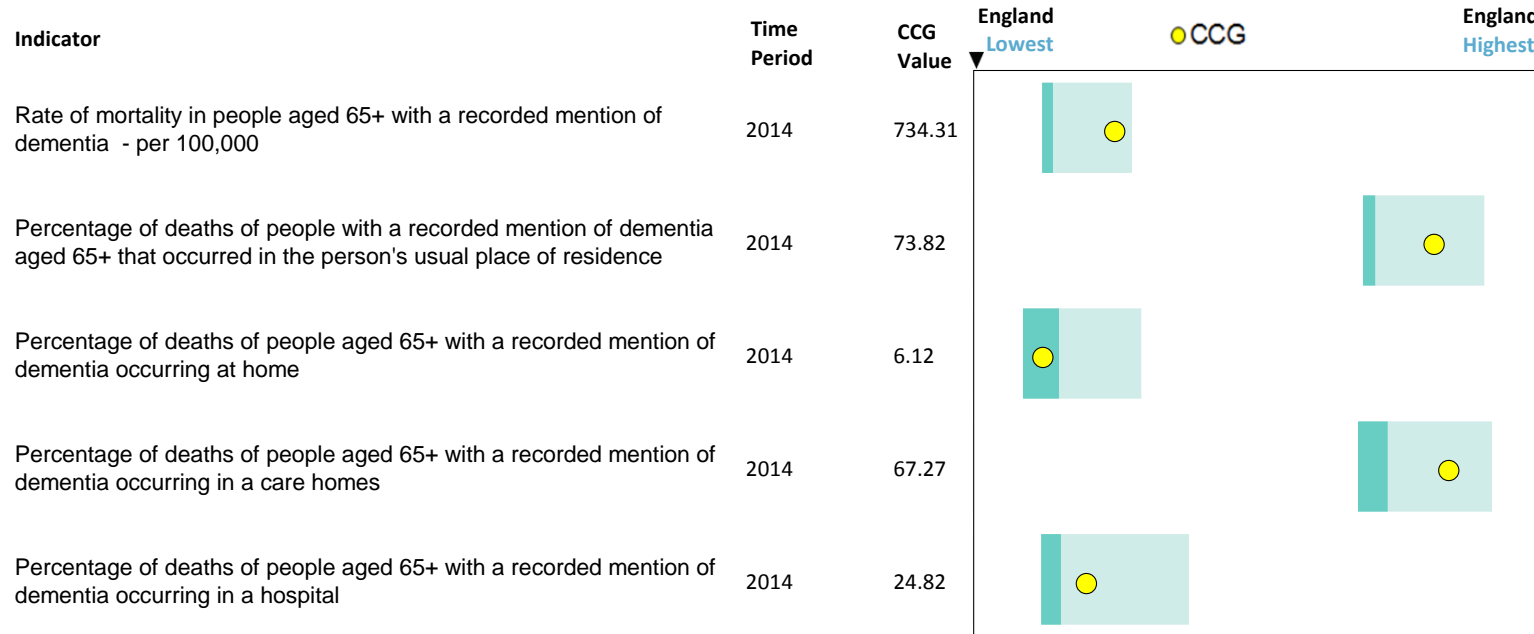 Indicator
Time
Period
CCG
Value
England
Lowest
CCG
England
Highest
Rate of mortality in people aged 65+ with a recorded mention of
dementia - per 100,000
2014
734.31
Percentage of deaths of people with a recorded mention of dementia
aged 65+ that occurred in the person's usual place of residence
2014
73.82
Percentage of deaths of people aged 65+ with a recorded mention of
dementia occurring at home
2014
6.12
Percentage of deaths of people aged 65+ with a recorded mention of
dementia occurring in a care homes
2014
67.27
Percentage of deaths of people aged 65+ with a recorded mention of
dementia occurring in a hospital
2014
24.82